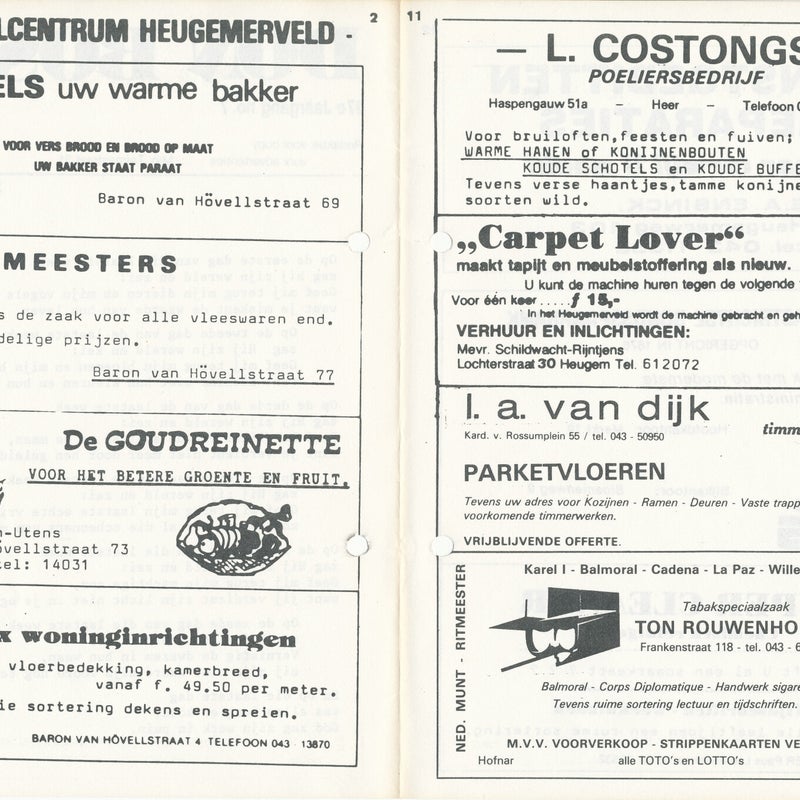 LCENTRUM HEUGEMERVELD -
2
ELS uw warme bakker
VOOR VERS BROOD EN BROOD OP MAAT
UW BAKKER STAAT PARAAT
Baron van Hövellstraat 69
MEESTERS
s de zaak voor alle vleeswaren end.
delige prijzen.
Baron van Hövellstraat 77
De GOUDREINETTE
VOOR HET BETERE GROENTE EN FRUIT.
n-Utens
övellstraat 73
tel: 14031
x woninginrichtingen
vloerbedekking, kamerbreed,
vanaf f. 49,50 per meter.
ie sortering dekens en spreien.
BARON VAN HÖVELLSTRAAT 4 TELEFOON 043 - 13870
11
— L. COSTONGS
POELIERSBEDRIJF
Haspengauw 51a – Heer – Telefoon
Voor bruiloften,feesten en fuiven;
WARME HANEN of KONIJNENBOUTEN
KOUDE SCHOTELS en KOUDE BUFFE
Tevens verse haantjes,tamme konijne
soorten wild.
„Carpet Lover“
maakt tapijt en meubelstoffering als nieuw.
U kunt de machine huren tegen de volgende
Voor één keer ..... ƒ 15,-
In het Heugemerveld wordt de machine gebracht en geh
VERHUUR EN INLICHTINGEN:
Mevr. Schildwacht-Rijntjens
Lochterstraat 30 Heugem Tel. 612072
l. a. van dijk
Kard. v. Rossumplein 55 / tel. 043 - 50950
timm
PARKETVLOEREN
Tevens uw adres voor Kozijnen - Ramen - Deuren - Vaste trapp
voorkomende timmerwerken.
VRIJBLIJVENDE OFFERTE.
NED. MUNT - RITMEESTER
Karel I - Balmoral - Cadena - La Paz - Wille
Tabakspeciaalzaak
TON ROUWENHO
Frankenstraat 118 - tel. 043 - 6
Balmoral - Corps Diplomatique - Handwerk sigare
Tevens ruime sortering lectuur en tijdschriften.
M.V.V. VOORVERKOOP - STRIPPENKAARTEN VE
Hofnar alle TOTO's en LOTTO's